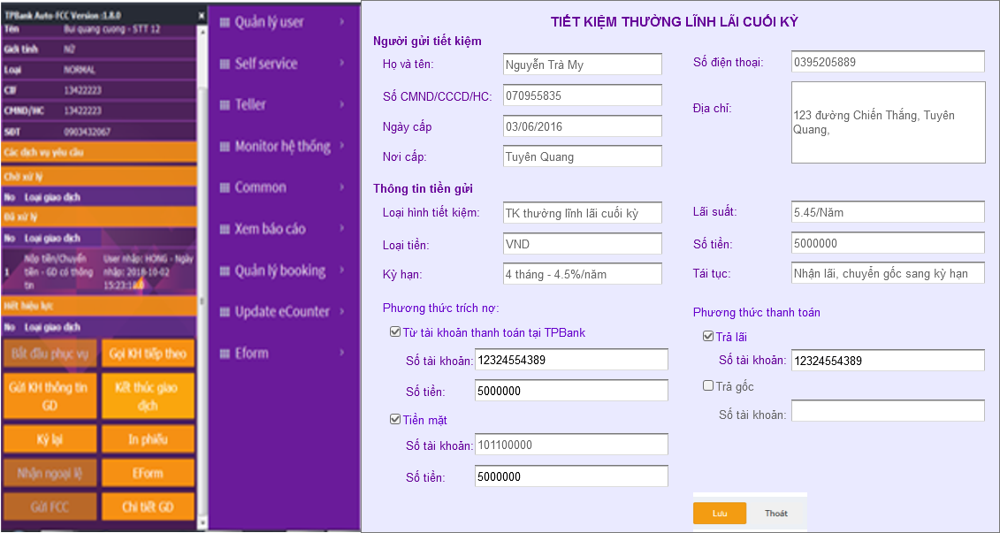 TPBank Auto-FCC Version :1.8.0 ×
Tên Bui quang cuong - STT 12
Giới tính Nữ
Loại NORMAL
CIF 13422223
CMND/HC 13422223
SĐT 0903432067
Các dịch vụ yêu cầu
Chờ xử lý
No Loại giao dịch
Đã xử lý
No Loại giao dịch
1 Nộp tiền/Chuyển tiền - GD có thông tin
User nhập: HONG - Ngày nhập: 2018-10-02 15:23:18.0
Hết hiệu lực
No Loại giao dịch
Bắt đầu phục vụ Gọi KH tiếp theo
Gửi KH thông tin GD Kết thúc giao dịch
Ký lại In phiếu
Nhận ngoại lệ EForm
Gửi FCC Chi tiết GD
Quản lý user
Self service
Teller
Monitor hệ thống
Common
Xem báo cáo
Quản lý booking
Update eCounter
Eform
TIẾT KIỆM THƯỜNG LĨNH LÃI CUỐI KỲ
Người gửi tiết kiệm
Họ và tên: Nguyễn Trà My
Số điện thoại: 0395205889
Số CMND/CCCD/HC: 070955835
Địa chỉ: 123 đường Chiến Thắng, Tuyên
Quang,
Ngày cấp 03/06/2016
Nơi cấp: Tuyên Quang
Thông tin tiền gửi
Loại hình tiết kiệm: TK thường lĩnh lãi cuối kỳ
Lãi suất: 5.45/Năm
Loại tiền: VND
Số tiền: 5000000
Kỳ hạn: 4 tháng - 4.5%/năm
Tái tục: Nhận lãi, chuyển gốc sang kỳ hạn
Phương thức trích nợ:
Từ tài khoản thanh toán tại TPBank
Số tài khoản: 12324554389
Số tiền: 5000000
Tiền mặt
Số tài khoản: 101100000
Số tiền: 5000000
Phương thức thanh toán
Trả lãi
Số tài khoản: 12324554389
Trả gốc
Số tài khoản:
Lưu Thoát